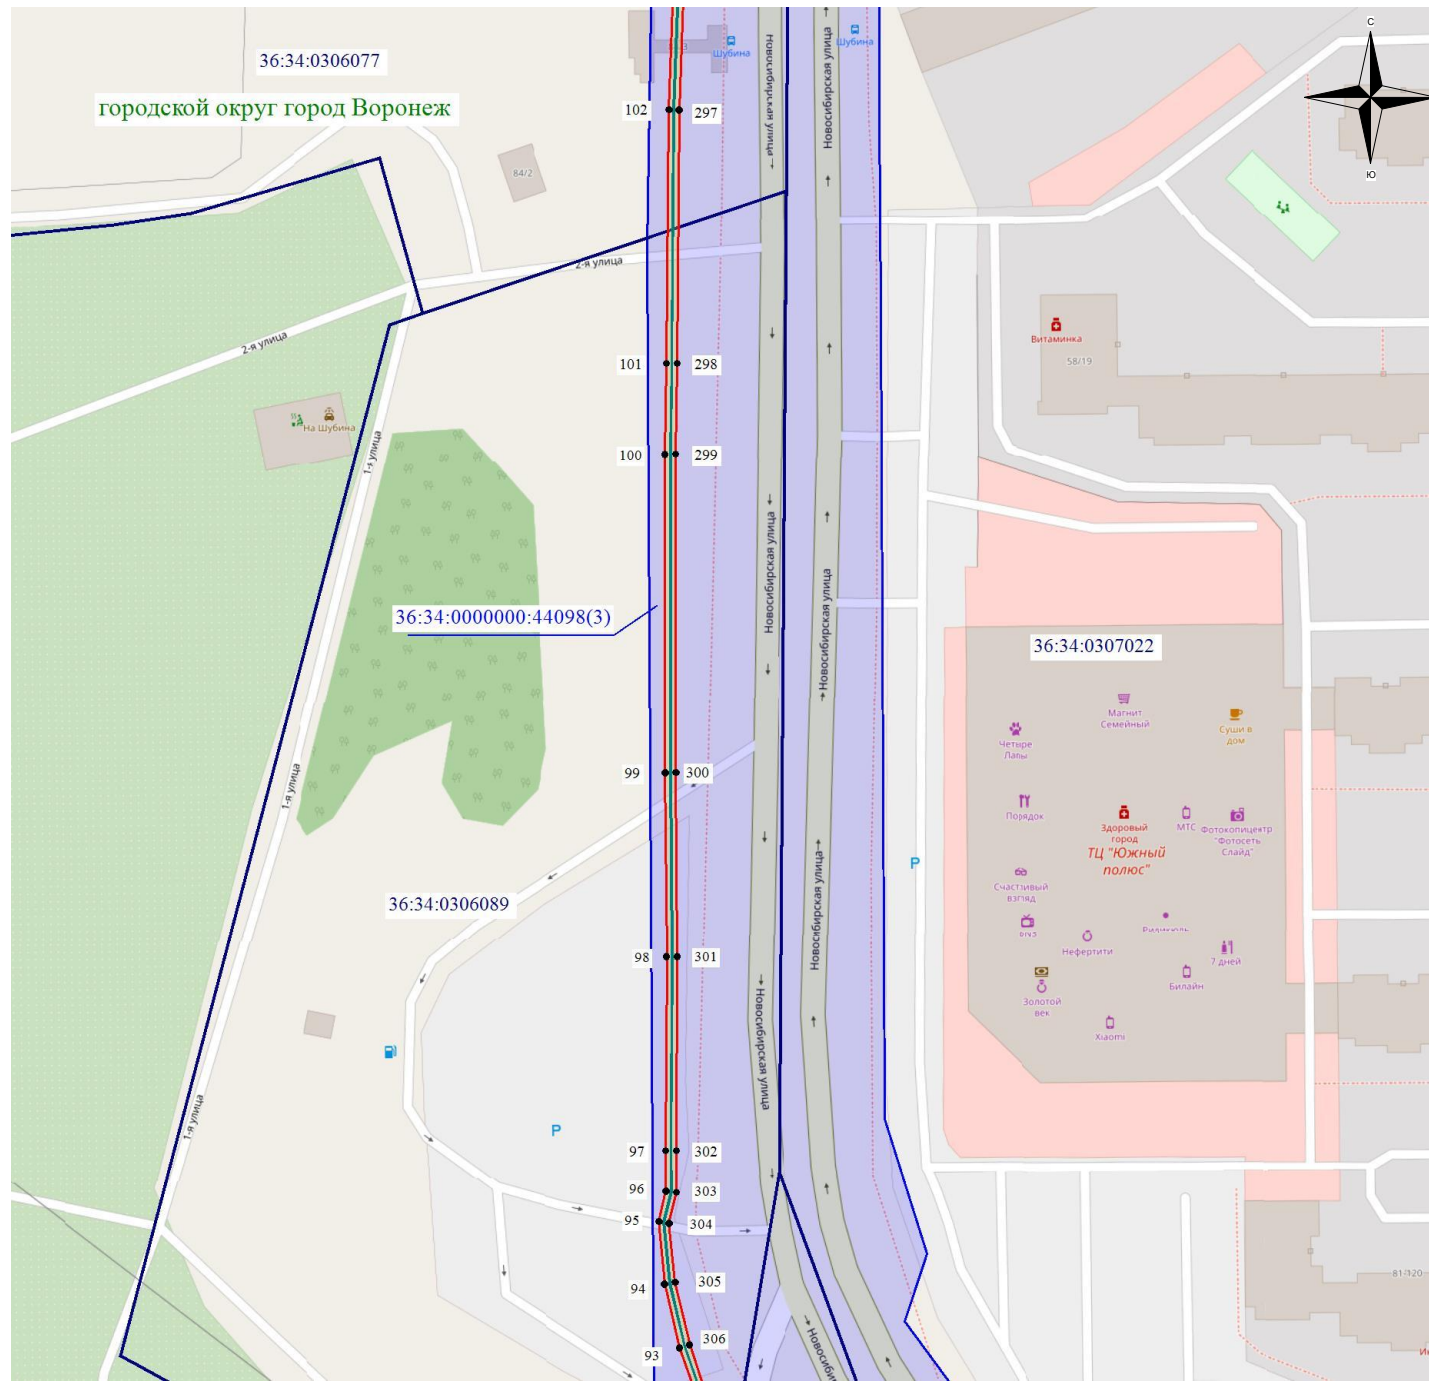 С
Ю
36:34:0306077
городской округ город Воронеж
Шубина
Шубина
Новосибирская улица
Новосибирская улица
102
297
84/2
2-я улица
2-я улица
Витаминка
58/19
101
298
На Шубина
1-я улица
100
299
Новосибирская улица
Новосибирская улица
36:34:0000000:44098(3)
36:34:0307022
Магнит
Семейный
Суши в
дом
Четыре
Лапы
99
300
1-я улица
Порядок
Здоровый
город
МТС
Фотокопицентр
"Фотосеть
Слайд"
ТЦ "Южный
полюс"
P
Счастливый
взгляд
36:34:0306089
Новосибирская улица
Нефертити
7 дней
98
301
Билайн
Золотой
век
Xiaomi
Новосибирская улица
1-я улица
P
97
302
96
303
95
304
94
305
81-120
93
306
Новосиби